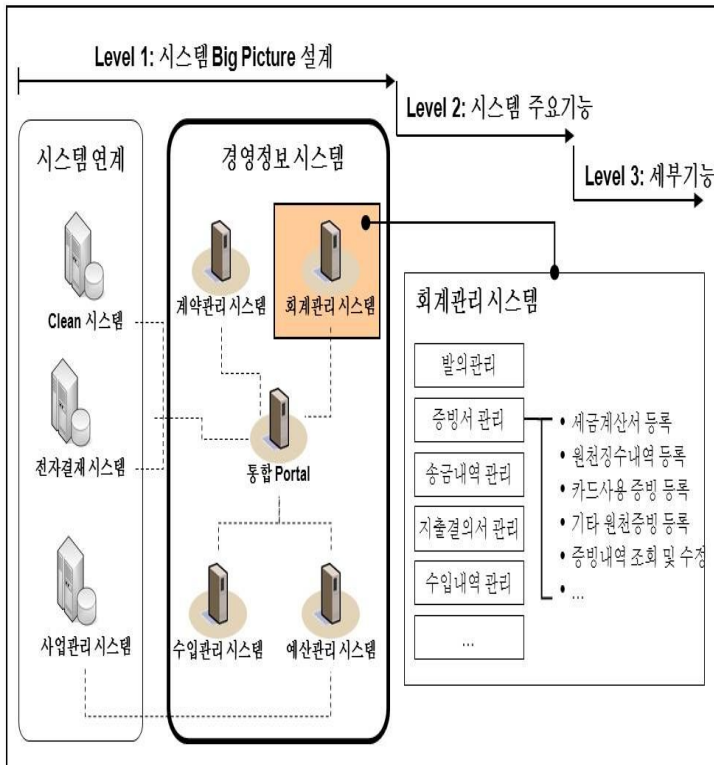 Level 1: 시스템 Big Picture 설계
Level 2: 시스템 주요기능
Level 3: 세부기능
시스템 연계
Clean 시스템
전자결재 시스템
사업관리 시스템
경영정보 시스템
계약관리 시스템
회계관리 시스템
통합 Portal
수입관리 시스템
예산관리 시스템
회계관리 시스템
발의관리
증빙서 관리
송금내역 관리
지출결의서 관리
수입내역 관리
...
• 세금계산서 등록
• 원천징수내역 등록
• 카드사용 증빙 등록
• 기타 원천증빙 등록
• 증빙내역 조회 및 수정
• ...